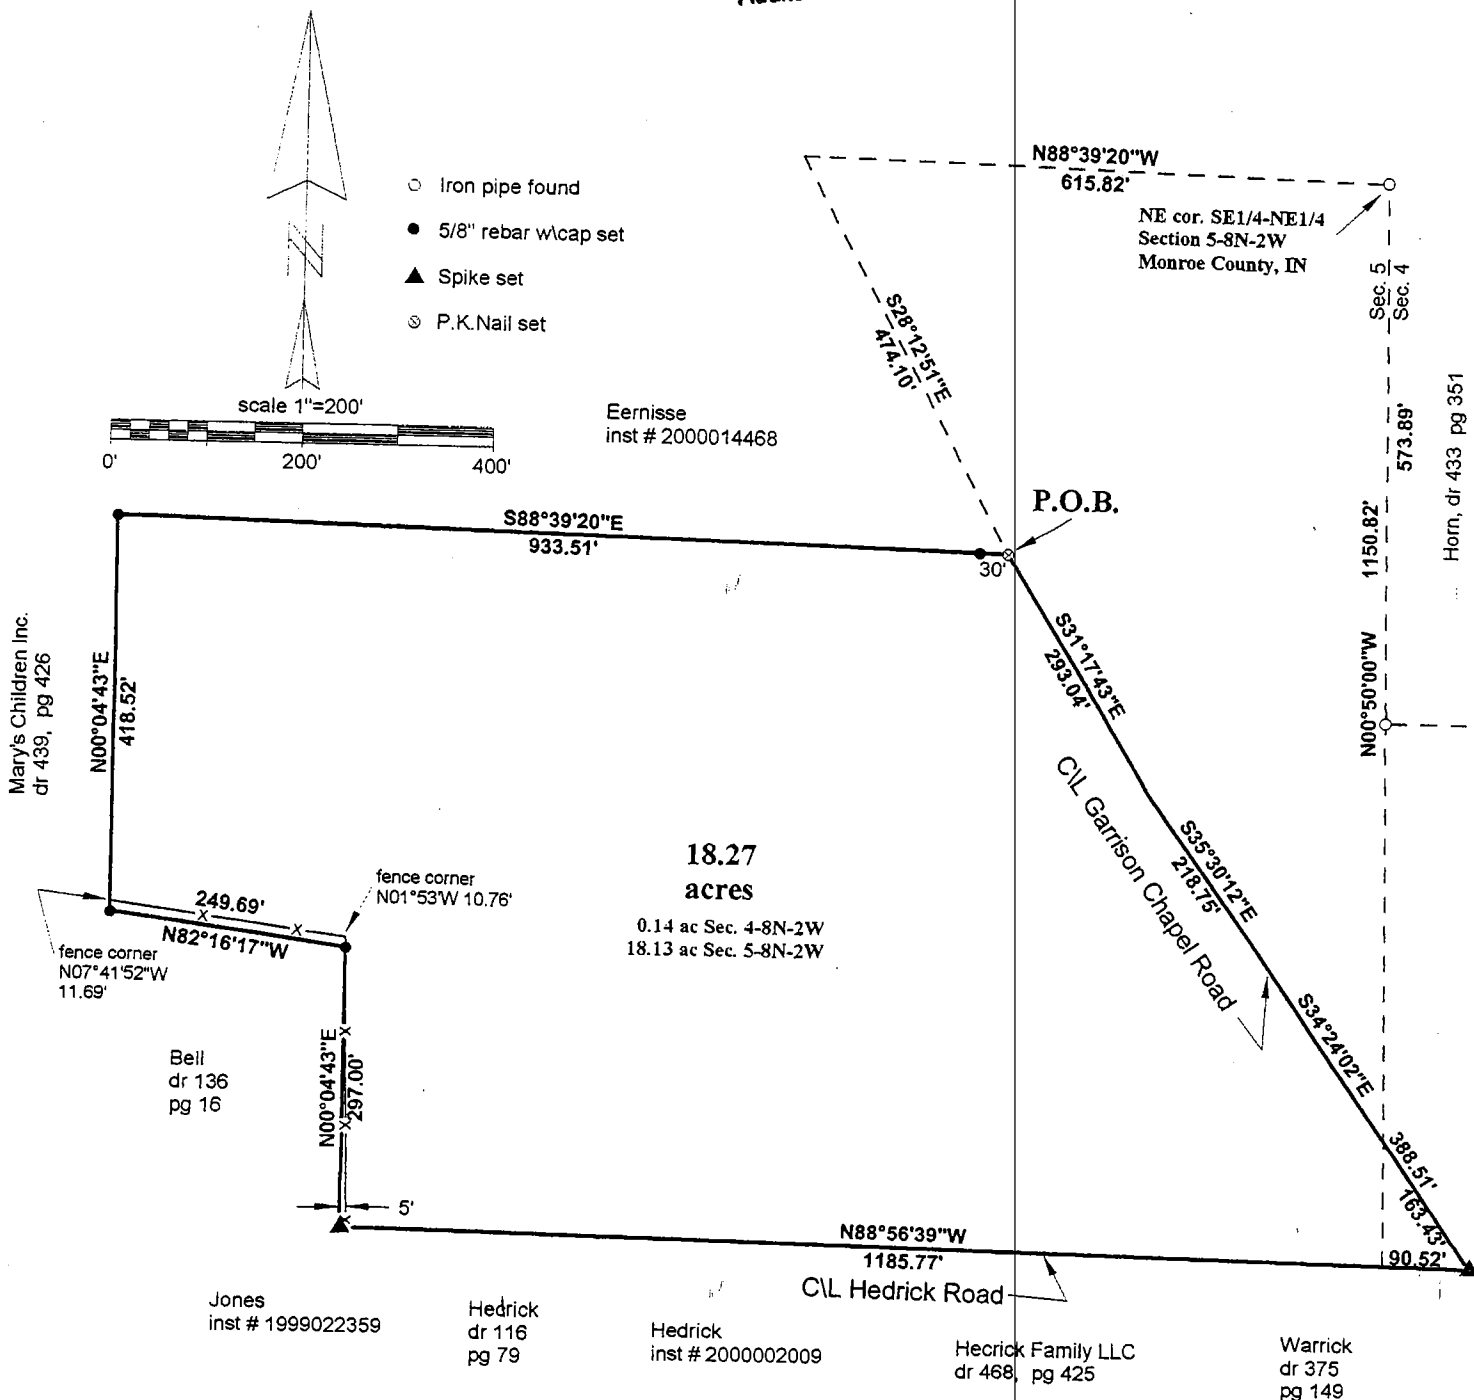 N88°39'20"W
615.82'
NE cor. SE1/4-NE1/4
Section 5-8N-2W
Monroe County, IN
Iron pipe found
5/8" rebar w\cap set
Spike set
P.K.Nail set
N
scale 1"=200'
0'
200'
400'
Eernisse
inst # 2000014468
S28°12'51"E
474.10'
Sec. 5
Sec. 4
573.89'
1150.82'
N00°50'00"W
Horn, dr 433 pg 351
P.O.B.
S88°39'20"E
933.51'
30'
S31°17'43"E
293.04'
Mary's Children Inc.
dr 439, pg 426
N00°04'43"E
418.52'
C\L Garrison Chapel Road
S35°30'12"E
218.75'
18.27
acres
0.14 ac Sec. 4-8N-2W
18.13 ac Sec. 5-8N-2W
fence corner
N01°53'W 10.76'
249.69'
N82°16'17"W
fence corner
N07°41'52"W
11.69'
S34°24'02"E
388.51'
163.43'
Bell
dr 136
pg 16
N00°04'43"E
297.00'
5'
N88°56'39"W
1185.77'
90.52'
C\L Hedrick Road
Jones
inst # 1999022359
Hedrick
dr 116
pg 79
Hedrick
inst # 2000002009
Hecrick Family LLC
dr 468, pg 425
Warrick
dr 375
pg 149